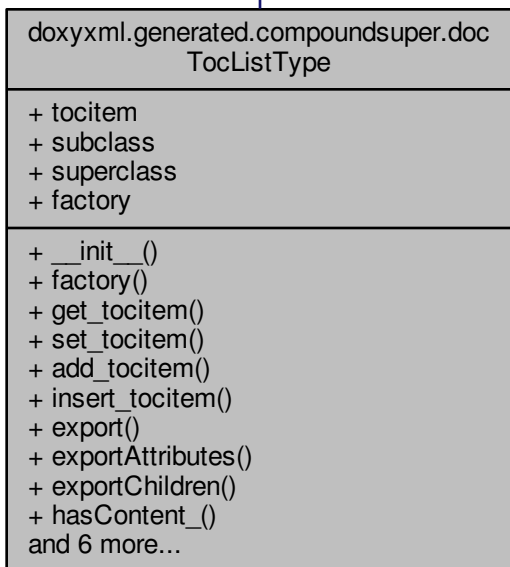 doxyxml.generated.compoundsuper.doc
TocListType
+ tocitem
+ subclass
+ superclass
+ factory
+ __init__()
+ factory()
+ get_tocitem()
+ set_tocitem()
+ add_tocitem()
+ insert_tocitem()
+ export()
+ exportAttributes()
+ exportChildren()
+ hasContent_()
and 6 more...